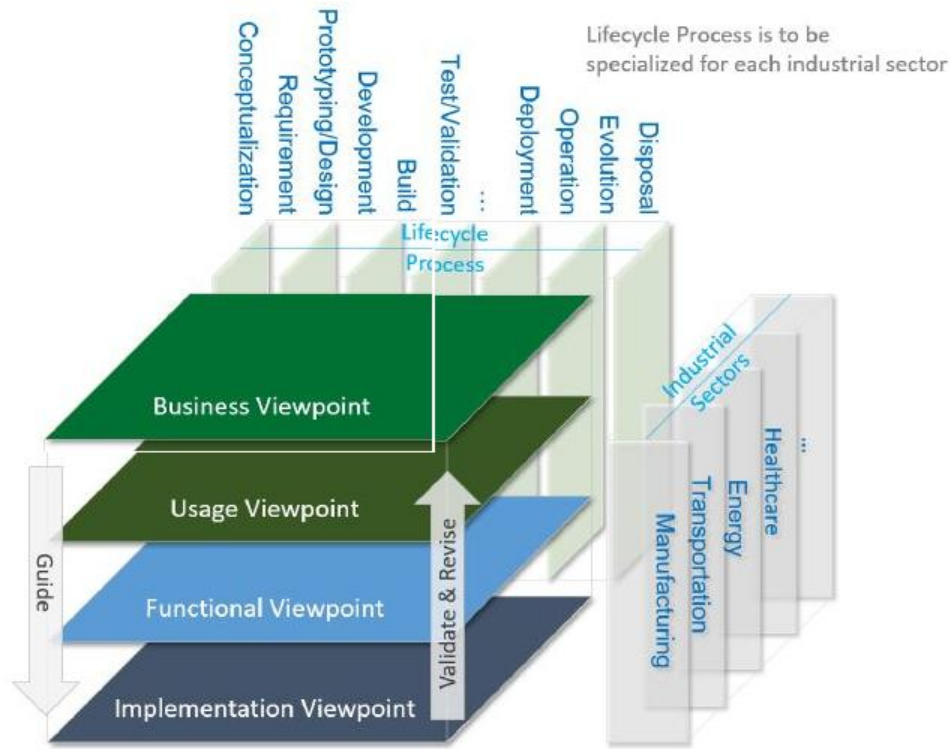 Conceptualization
Requirement
Prototyping/Design
Development
Build
Test/Validation
...
Deployment
Operation
Evolution
Disposal
Lifecycle Process is to be
specialized for each industrial sector
Lifecycle
Process
Business Viewpoint
Usage Viewpoint
Functional Viewpoint
Implementation Viewpoint
Guide
Validate & Revise
Industrial
Sectors
Manufacturing
Transportation
Energy
Healthcare
...